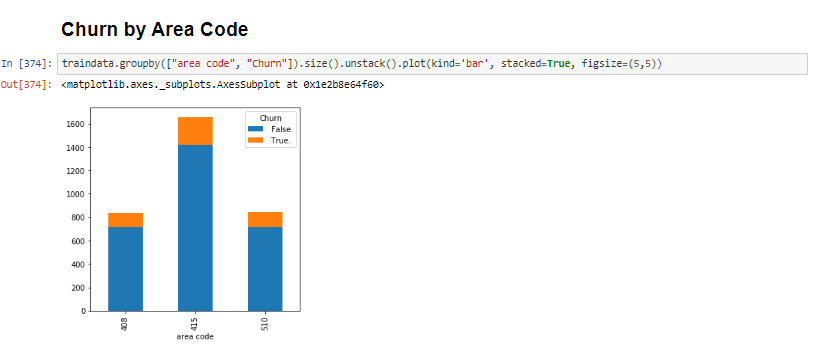 Churn by Area Code
In [374]: traindata.groupby(["area code", "Churn"]).size().unstack().plot(kind='bar', stacked=True, figsize=(5,5))
Out[374]: <matplotlib.axes._subplots.AxesSubplot at 0x1e2b8e64f60>
Churn
False.
True.
1600
1400
1200
1000
800
600
400
200
0
408
415
510
area code